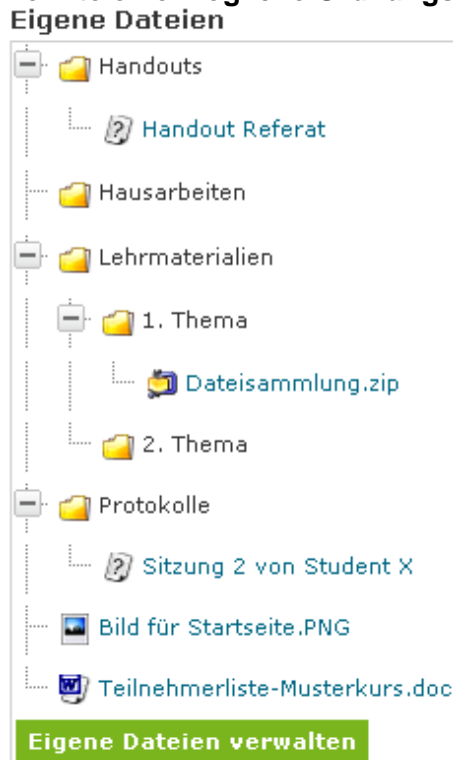 Eigene Dateien
Handouts
Handout Referat
Hausarbeiten
Lehrmaterialien
1. Thema
Dateisammlung.zip
2. Thema
Protokolle
Sitzung 2 von Student X
Bild für Startseite.PNG
Teilnehmerliste-Musterkurs.doc
Eigene Dateien verwalten